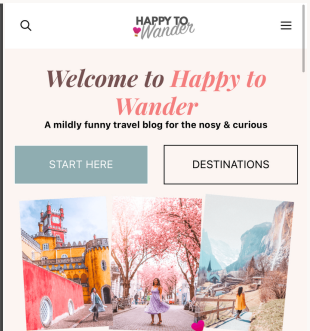 HAPPY TO
Wander
Welcome to Happy to
Wander
A mildly funny travel blog for the nosy & curious
START HERE
DESTINATIONS